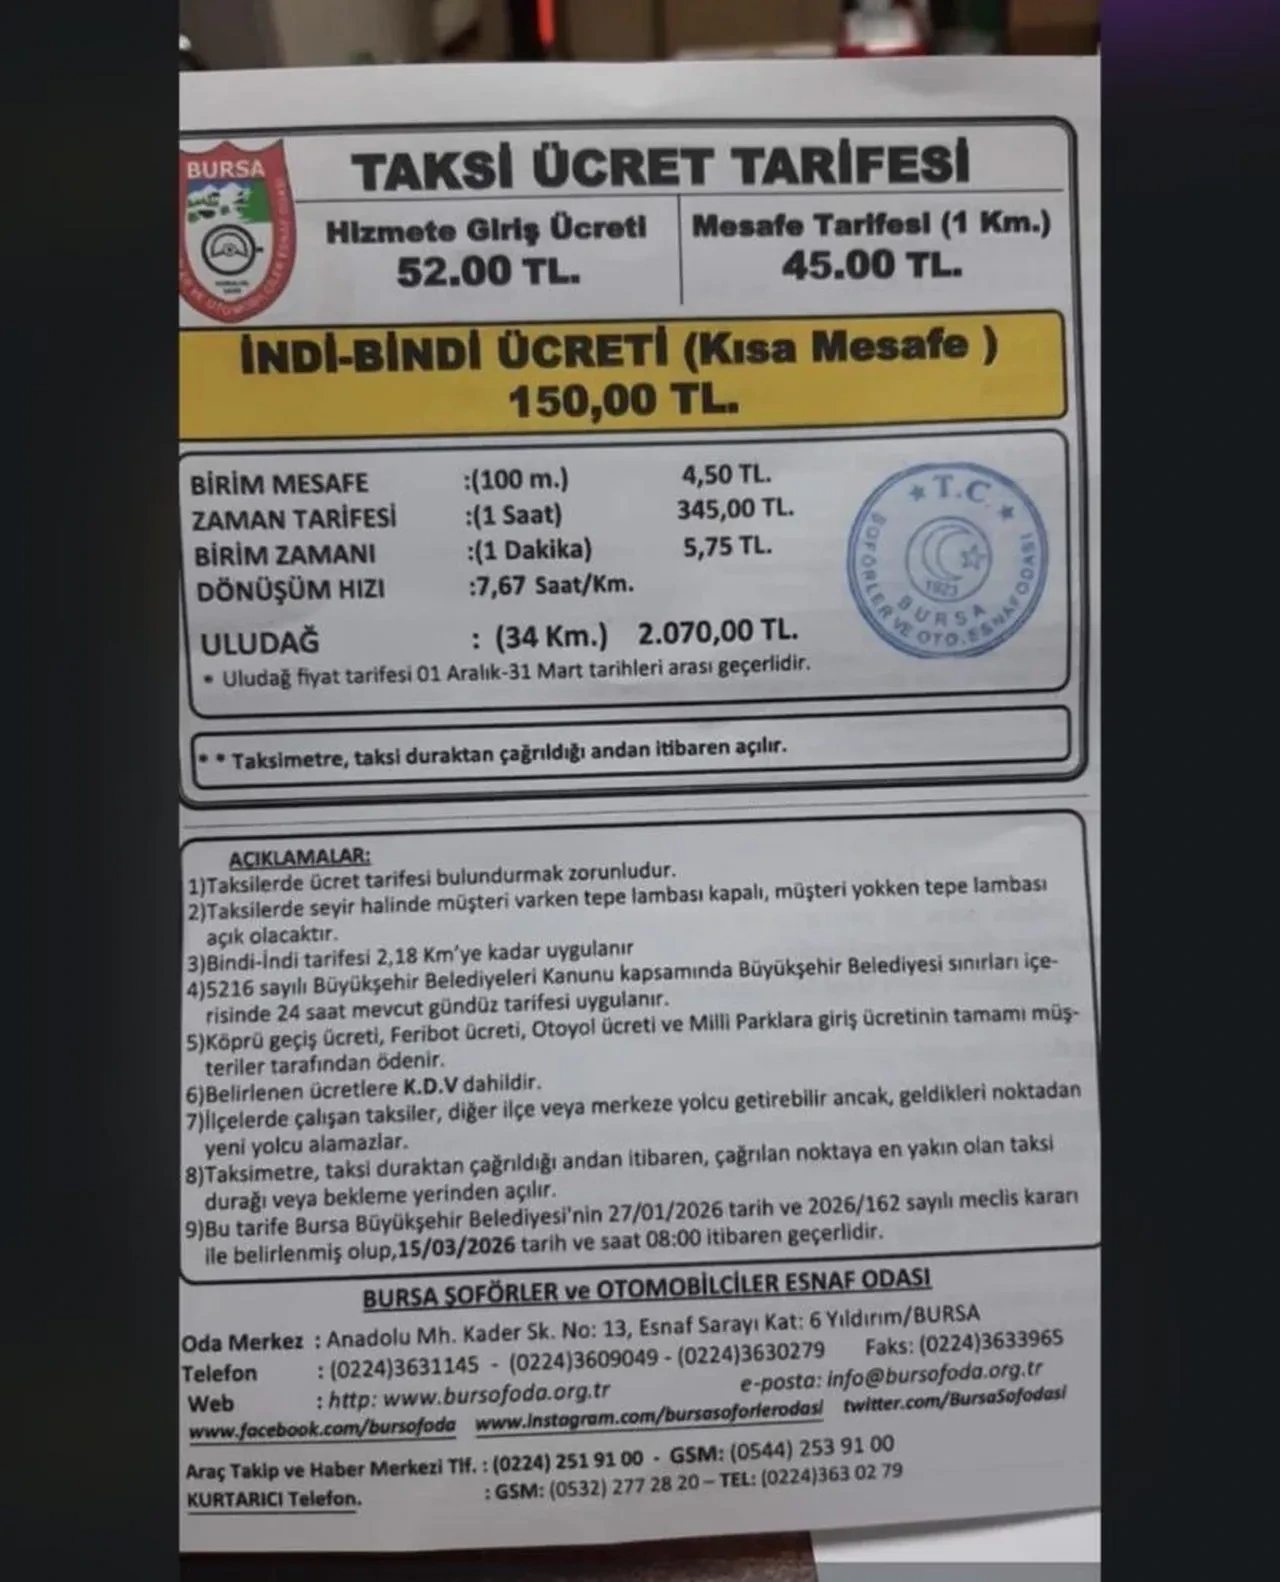 BURSA
TAKSİ ÜCRET TARİFESİ
Hizmete Giriş Ücreti
52.00 TL.
Mesafe Tarifesi (1 Km.)
45.00 TL.
İNDİ-BİNDİ ÜCRETİ (Kısa Mesafe )
150,00 TL.
BİRİM MESAFE :(100 m.) 4,50 TL.
ZAMAN TARİFESİ :(1 Saat) 345,00 TL.
BİRİM ZAMANI :(1 Dakika) 5,75 TL.
DÖNÜŞÜM HIZI :7,67 Saat/Km.
ULUDAĞ : (34 Km.) 2.070,00 TL.
* Uludağ fiyat tarifesi 01 Aralık-31 Mart tarihleri arası geçerlidir.
T.C.
ŞOFÖRLER VE OTO. ESNAF ODASI
1923
BURSA
* * Taksimetre, taksi duraktan çağrıldığı andan itibaren açılır.
AÇIKLAMALAR:
1)Taksilerde ücret tarifesi bulundurmak zorunludur.
2)Taksilerde seyir halinde müşteri varken tepe lambası kapalı, müşteri yokken tepe lambası
açık olacaktır.
3)Bindi-İndi tarifesi 2,18 Km'ye kadar uygulanır
4)5216 sayılı Büyükşehir Belediyeleri Kanunu kapsamında Büyükşehir Belediyesi sınırları içe-
risinde 24 saat mevcut gündüz tarifesi uygulanır.
5)Köprü geçiş ücreti, Feribot ücreti, Otoyol ücreti ve Milli Parklara giriş ücretinin tamamı müş-
teriler tarafından ödenir.
6)Belirlenen ücretlere K.D.V dahildir.
7)İlçelerde çalışan taksiler, diğer ilçe veya merkeze yolcu getirebilir ancak, geldikleri noktadan
yeni yolcu alamazlar.
8)Taksimetre, taksi duraktan çağrıldığı andan itibaren, çağrılan noktaya en yakın olan taksi
durağı veya bekleme yerinden açılır.
9)Bu tarife Bursa Büyükşehir Belediyesi'nin 27/01/2026 tarih ve 2026/162 sayılı meclis kararı
ile belirlenmiş olup,15/03/2026 tarih ve saat 08:00 itibaren geçerlidir.
BURSA ŞOFÖRLER ve OTOMOBİLCİLER ESNAF ODASI
Oda Merkez : Anadolu Mh. Kader Sk. No: 13, Esnaf Sarayı Kat: 6 Yıldırım/BURSA
Telefon : (0224)3631145 - (0224)3609049 - (0224)3630279 Faks: (0224)3633965
Web : http: www.bursofoda.org.tr e-posta: info@bursofoda.org.tr
www.facebook.com/bursofoda www.instagram.com/bursasoforlerodasi twitter.com/BursaSofodasi
Araç Takip ve Haber Merkezi Tlf. : (0224) 251 91 00 - GSM: (0544) 253 91 00
KURTARICI Telefon. : GSM: (0532) 277 28 20 – TEL: (0224)363 02 79